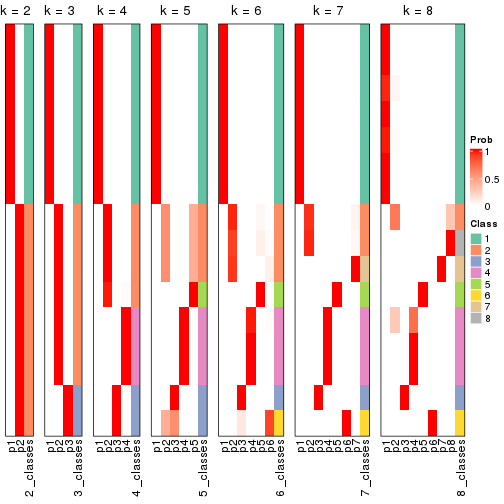 k = 2 k = 3 k = 4 k = 5 k = 6 k = 7 k = 8
Prob
1
0.5
0
Class
1
2
3
4
5
6
7
8
p1 p2 2_classes
p1 p2 p3 3_classes
p1 p2 p3 p4 4_classes
p1 p2 p3 p4 p5 5_classes
p1 p2 p3 p4 p5 p6 6_classes
p1 p2 p3 p4 p5 p6 p7 7_classes
p1 p2 p3 p4 p5 p6 p7 p8 8_classes